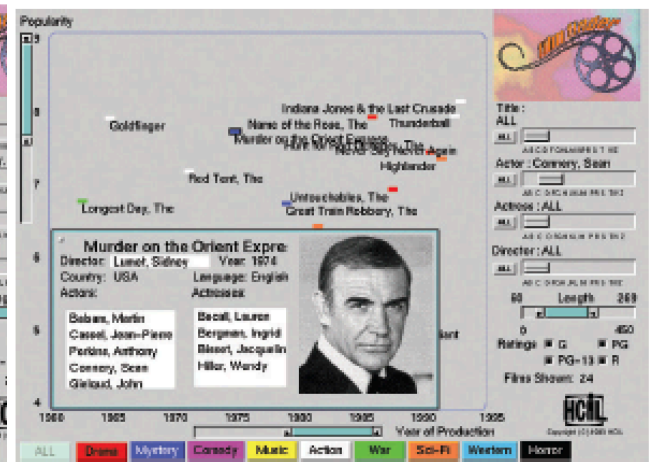 Popularity
9
8
7
6
5
4
Indiana Jones & the Last Crusade
Goldfinger
Name of the Rose, The
Thunderball
Murder on the Orient Express
Never Say Never Again
Highlander
Red Tent, The
Untouchables, The
Longest Day, The
Great Train Robbery, The
Murder on the Orient Expre
Director: Lumet, Sidney Year: 1974
Country: USA Language: English
Actors: Actresses:
Balsam, Martin
Cassel, Jean-Pierre
Perkins, Anthony
Connery, Sean
Gielgud, John
Bacall, Lauren
Bergman, Ingrid
Bisset, Jacquelin
Hiller, Wendy
1960 1965 1970 1975 1980 1985 1990 1995
Year of Production
ALL Drama Mystery Comedy Music Action War Sci-Fi Western Horror
Title :
ALL
ALL
Actor : Connery, Sean
ALL
Actress : ALL
ALL
Director : ALL
ALL
60 Length 269
0 450
Ratings G PG
PG-13 R
Films Shown: 24
HCIL